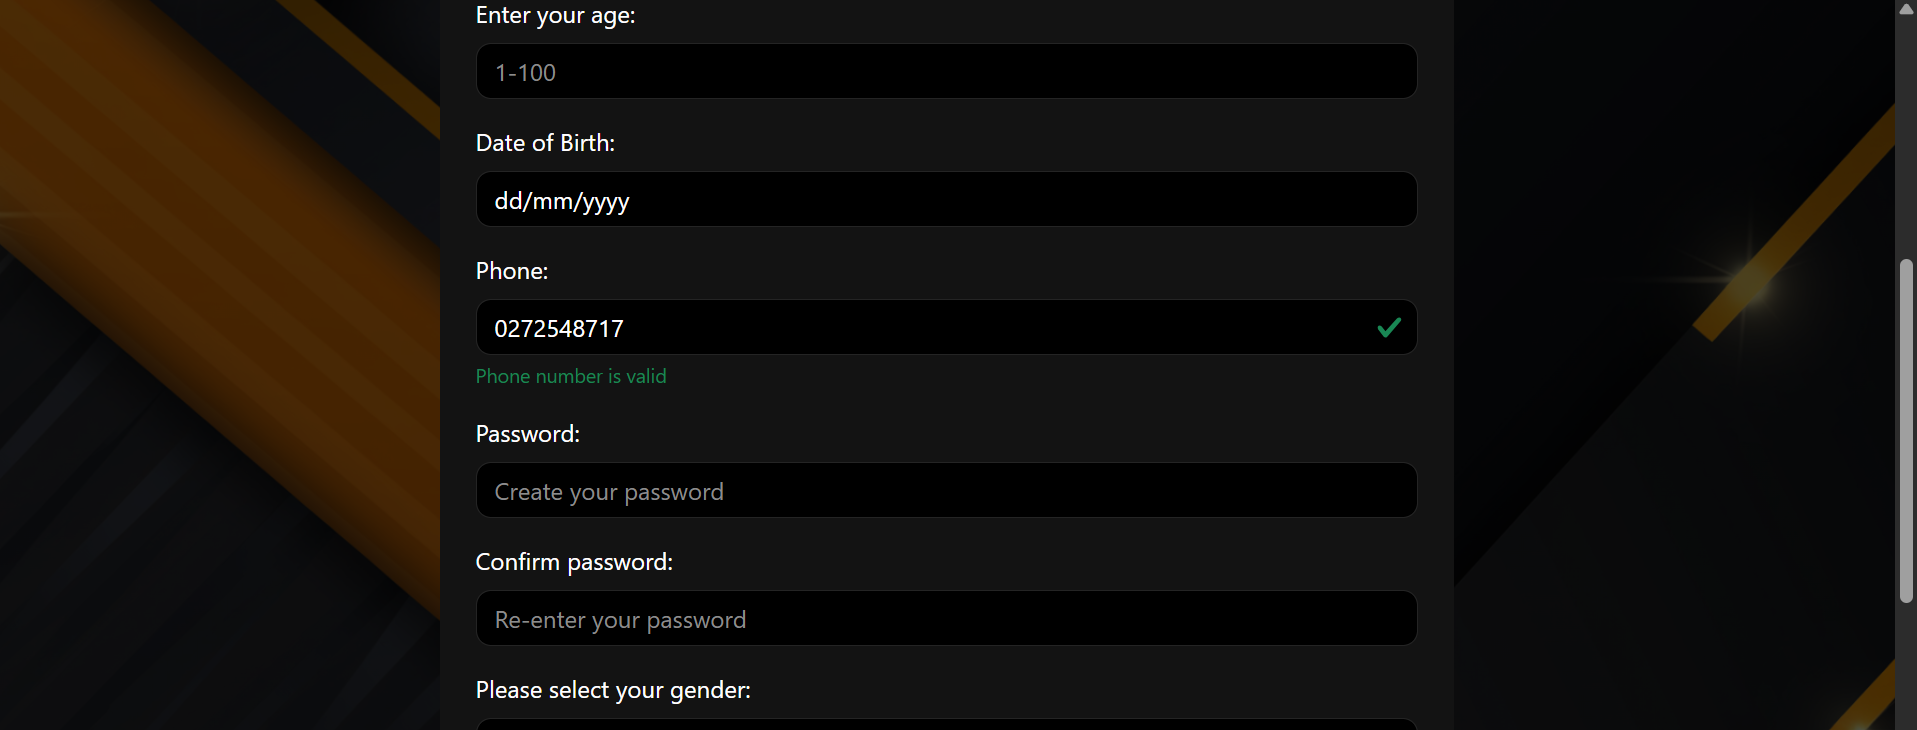 Enter your age:
1-100
Date of Birth:
dd/mm/yyyy
Phone:
0272548717
Phone number is valid
Password:
Create your password
Confirm password:
Re-enter your password
Please select your gender: